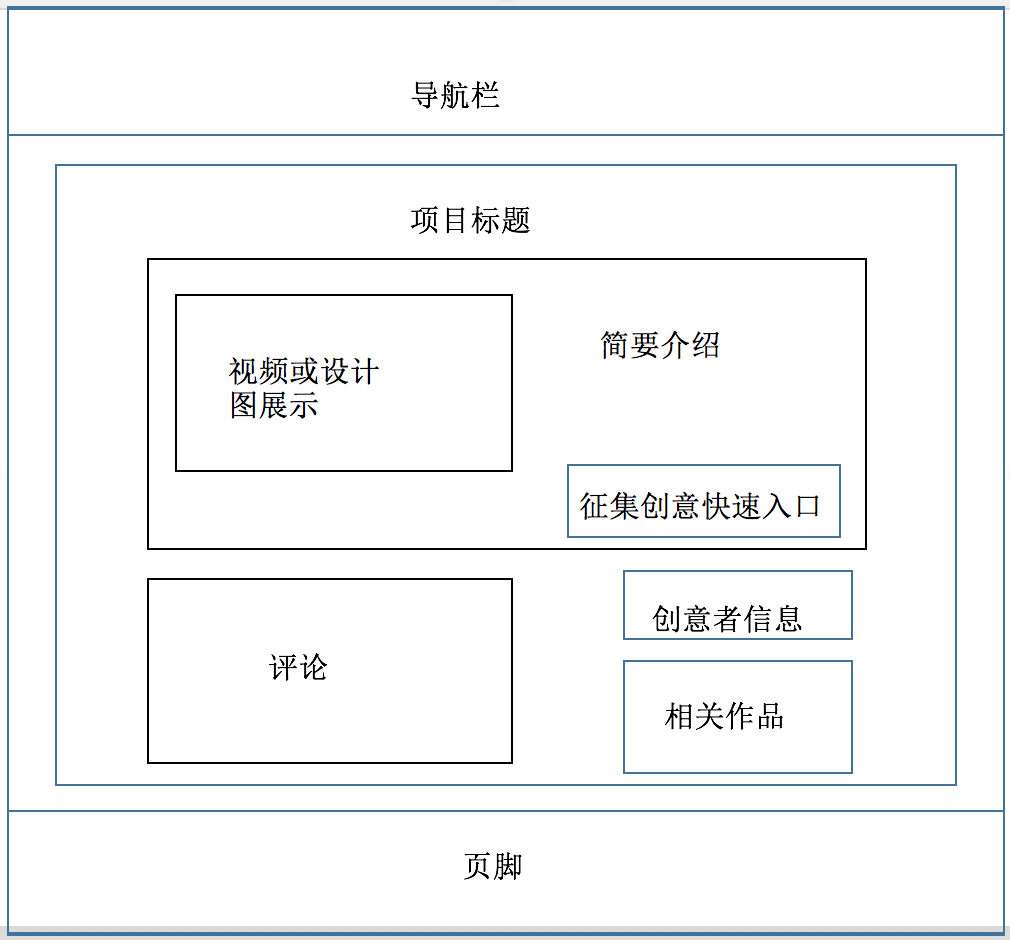 导航栏
项目标题
视频或设计
图展示
简要介绍
征集创意快速入口
评论
创意者信息
相关作品
页脚